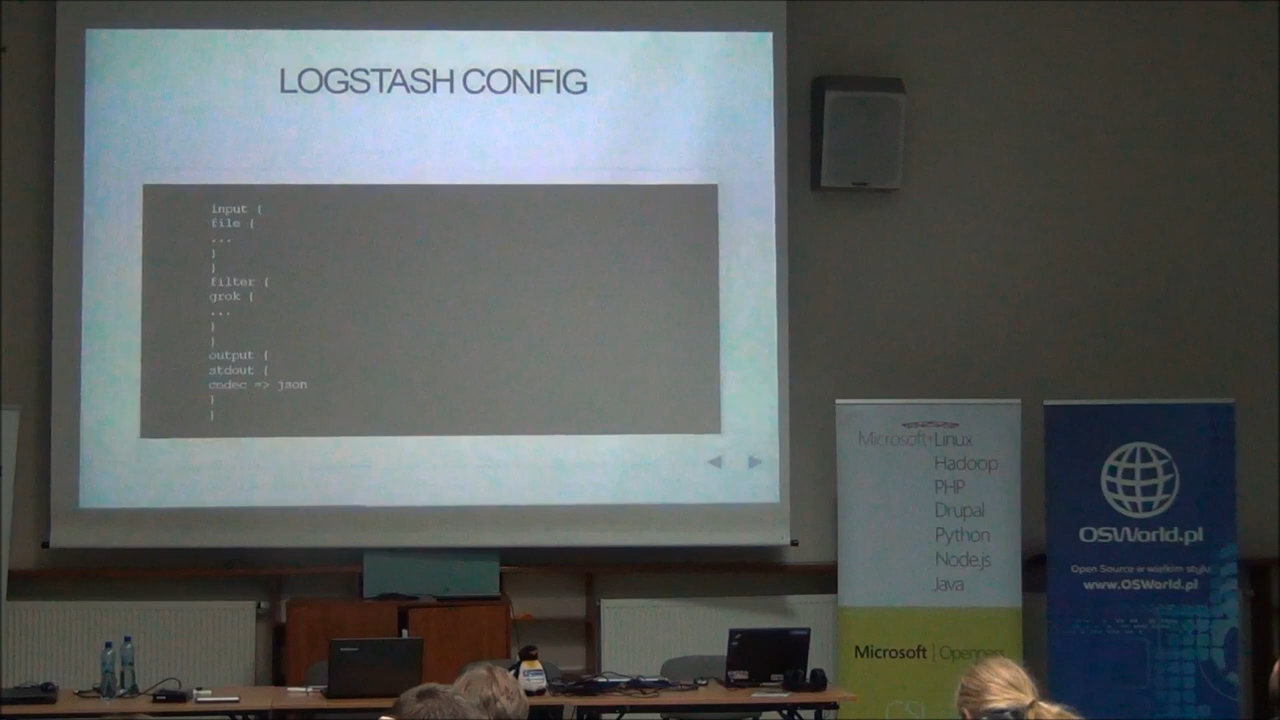 LOGSTASH CONFIG
input {
file {
...
}
}
filter {
grok {
...
}
}
output {
stdout {
codec => json
}
}
Microsoft+Linux
Hadoop
PHP
Drupal
Python
Node.js
Java
Microsoft | Openness
OSWorld.pl
Open Source w wielkim stylu
www.OSWorld.pl